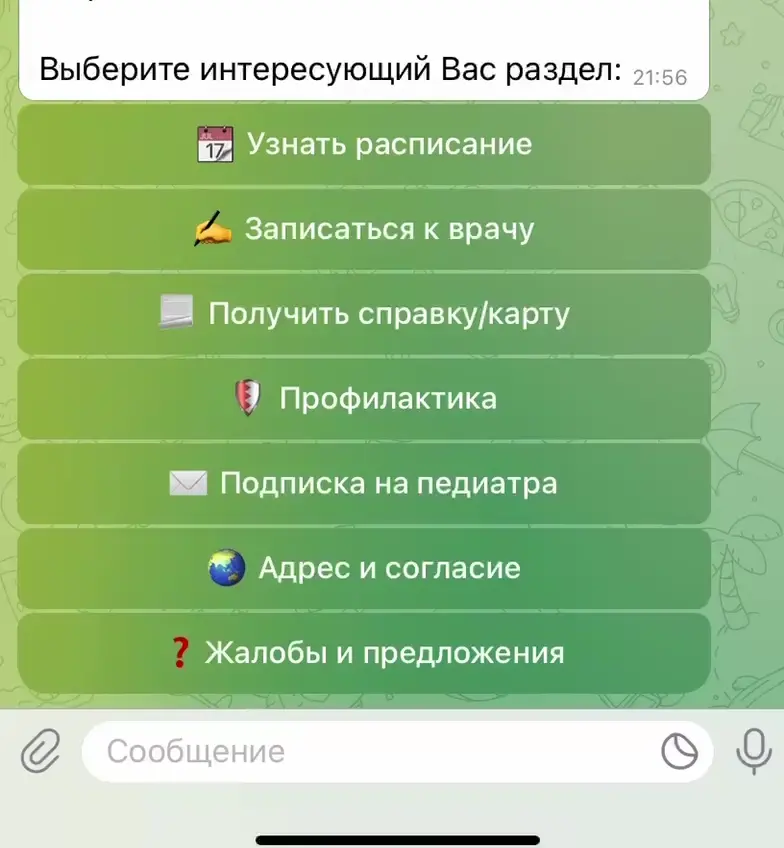 Выберите интересующий Вас раздел: 21:56
📅 Узнать расписание
✍️ Записаться к врачу
📃 Получить справку/карту
🛡 Профилактика
✉️ Подписка на педиатра
🌏 Адрес и согласие
❓ Жалобы и предложения
Сообщение